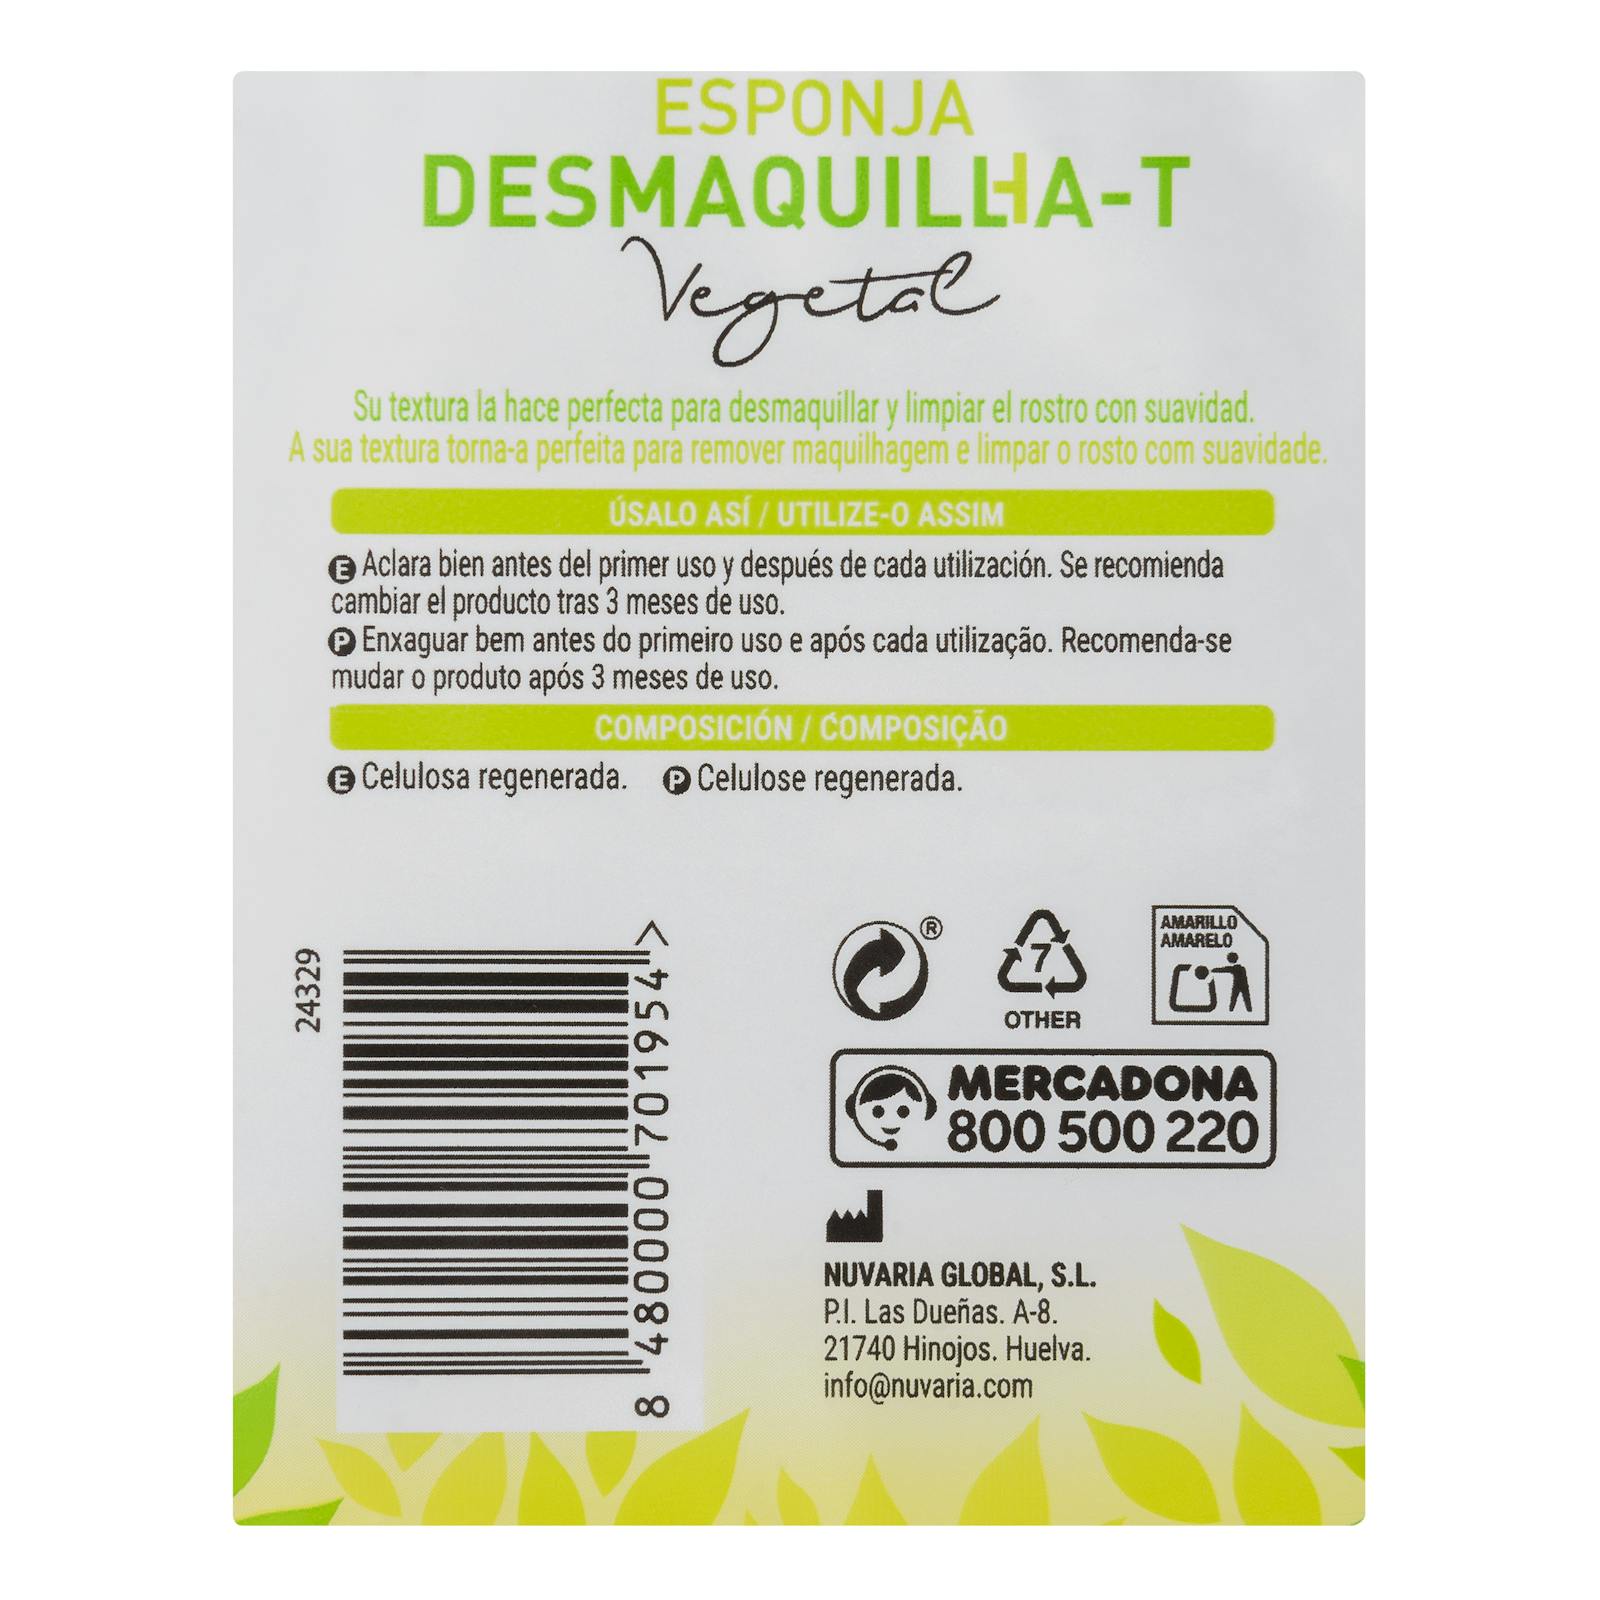 ESPONJA
DESMAQUILLHA-T
Vegetal
Su textura la hace perfecta para desmaquillar y limpiar el rostro con suavidad.
A sua textura torna-a perfeita para remover maquilhagem e limpar o rosto com suavidade.
ÚSALO ASÍ / UTILIZE-O ASSIM
E Aclara bien antes del primer uso y después de cada utilización. Se recomienda
cambiar el producto tras 3 meses de uso.
P Enxaguar bem antes do primeiro uso e após cada utilização. Recomenda-se
mudar o produto após 3 meses de uso.
COMPOSICIÓN / COMPOSIÇÃO
E Celulosa regenerada. P Celulose regenerada.
24329
8 480000 701954 >
®
7
OTHER
AMARILLO
AMARELO
MERCADONA
800 500 220
NUVARIA GLOBAL, S.L.
P.I. Las Dueñas. A-8.
21740 Hinojos. Huelva.
info@nuvaria.com